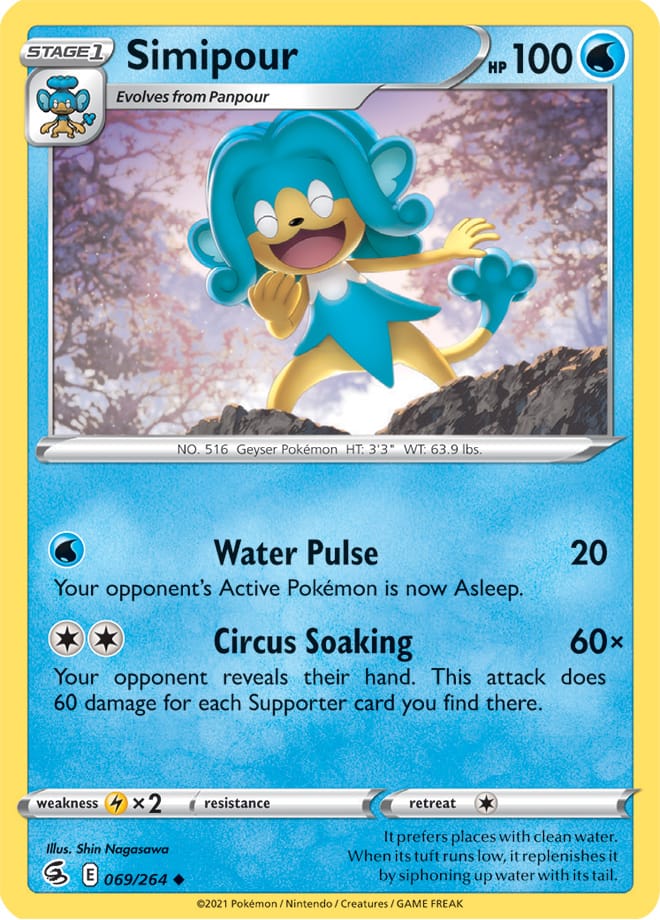 STAGE 1
Simipour
HP 100
Evolves from Panpour
NO. 516 Geyser Pokémon HT: 3'3" WT: 63.9 lbs.
Water Pulse 20
Your opponent's Active Pokémon is now Asleep.
Circus Soaking 60×
Your opponent reveals their hand. This attack does
60 damage for each Supporter card you find there.
weakness ×2 resistance retreat
Illus. Shin Nagasawa
E 069/264
It prefers places with clean water.
When its tuft runs low, it replenishes it
by siphoning up water with its tail.
©2021 Pokémon / Nintendo / Creatures / GAME FREAK